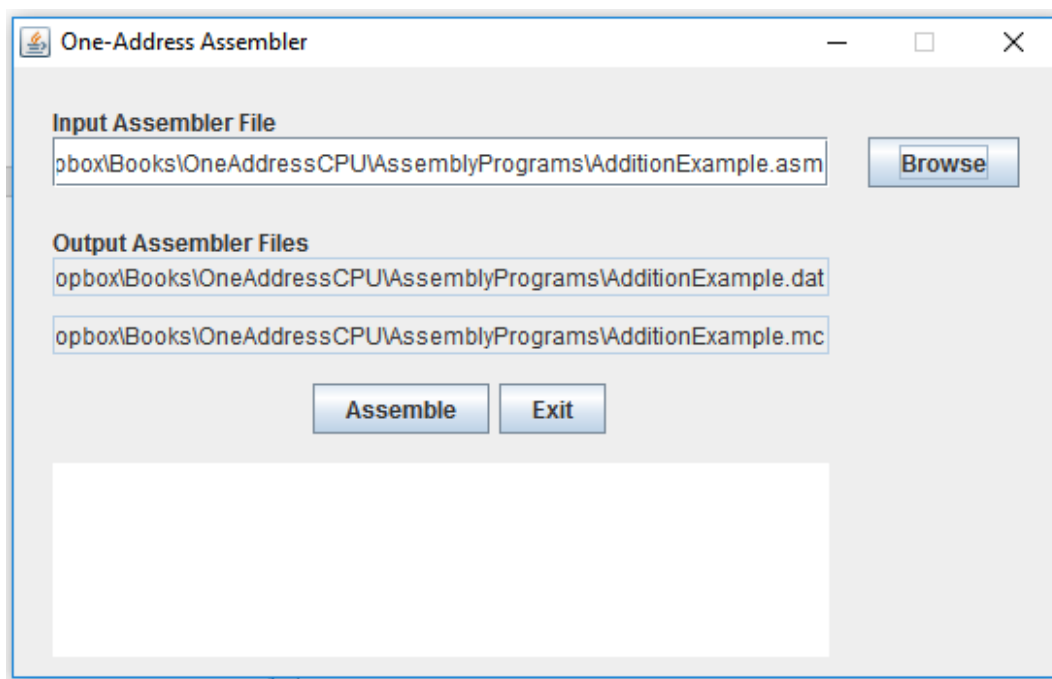 One-Address Assembler
Input Assembler File
pbox\Books\OneAddressCPU\AssemblyPrograms\AdditionExample.asm
Browse
Output Assembler Files
opbox\Books\OneAddressCPU\AssemblyPrograms\AdditionExample.dat
opbox\Books\OneAddressCPU\AssemblyPrograms\AdditionExample.mc
Assemble Exit